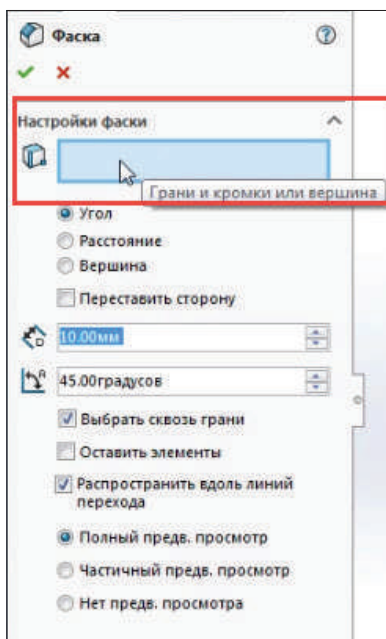 Фаска
Настройки фаски
Грани и кромки или вершина
Угол
Расстояние
Вершина
Переставить сторону
10.00мм
45.00градусов
Выбрать сквозь грани
Оставить элементы
Распространить вдоль линий
перехода
Полный предв. просмотр
Частичный предв. просмотр
Нет предв. просмотра